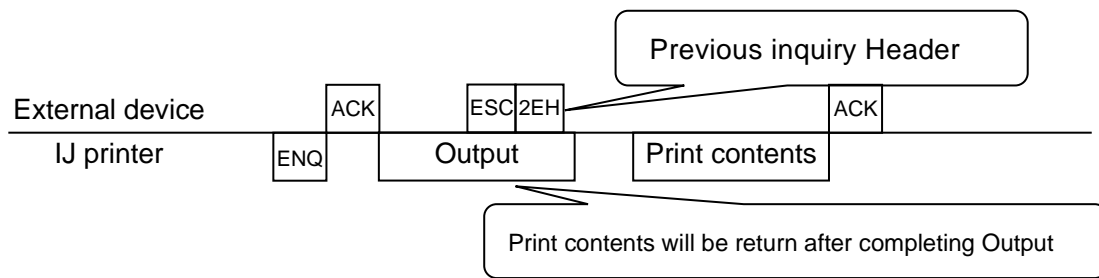 Previous inquiry Header
External device
ACK
ESC
2EH
ACK
IJ printer
ENQ
Output
Print contents
Print contents will be return after completing Output